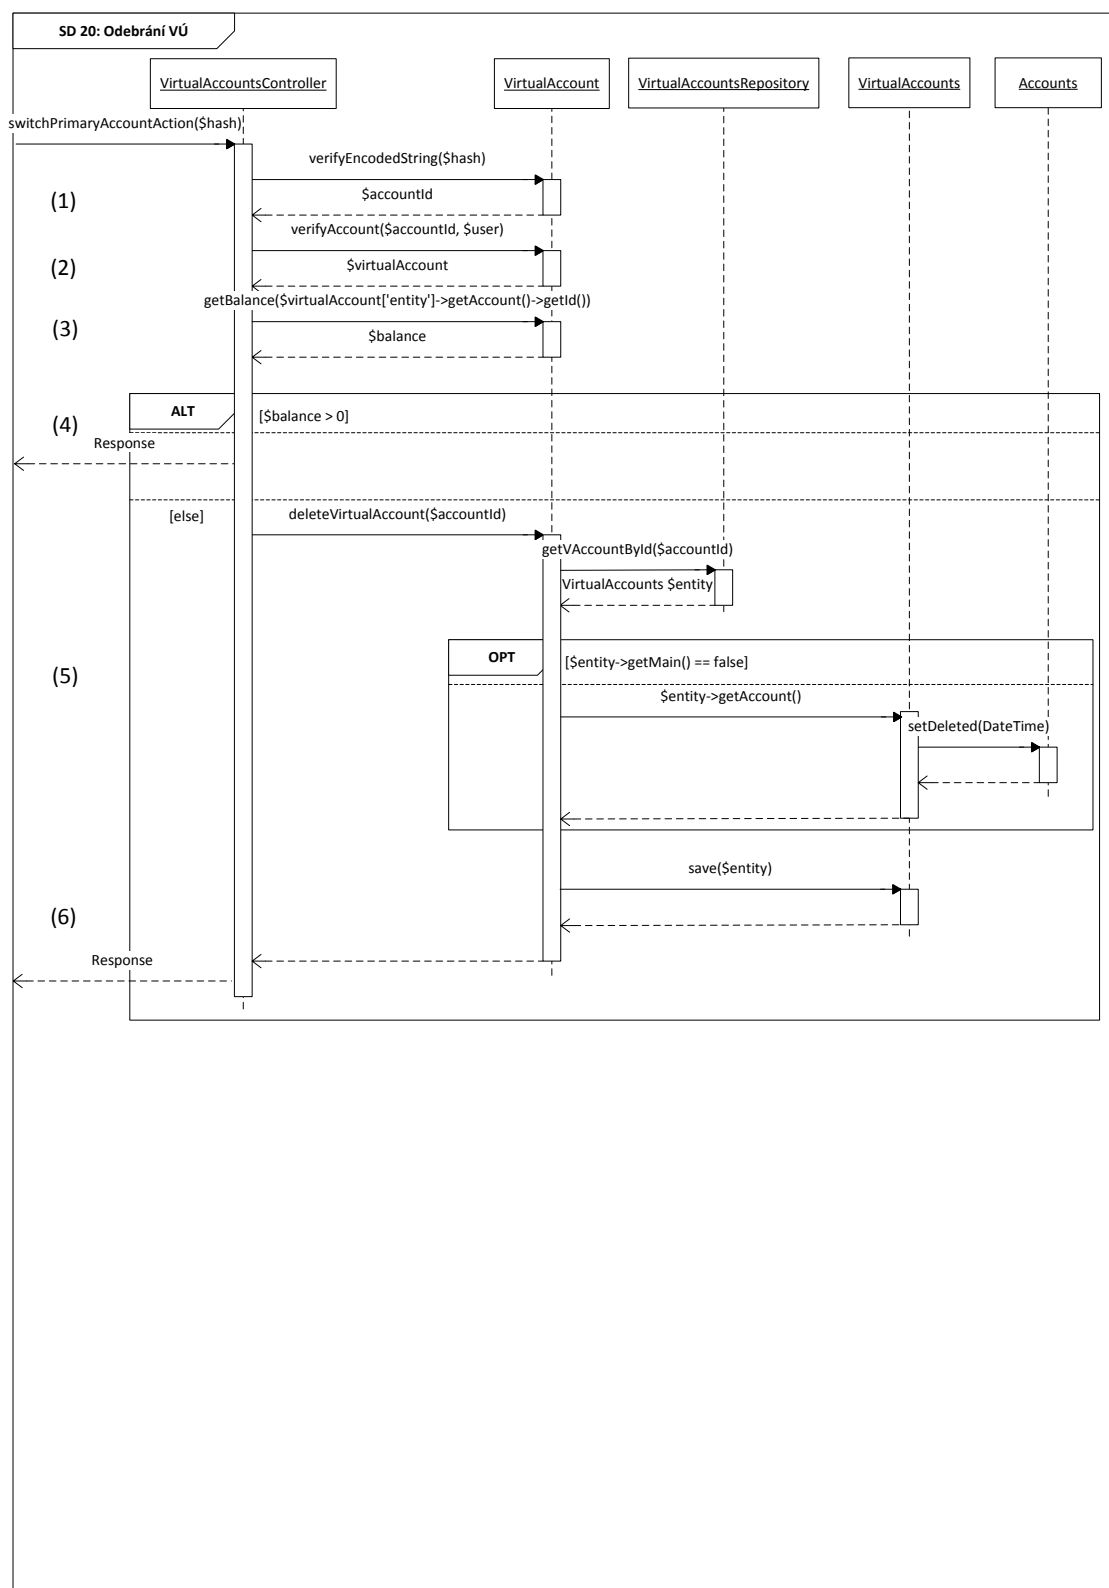 SD 20: Odebrání VÚ
VirtualAccountsController
VirtualAccount
VirtualAccountsRepository
VirtualAccounts
Accounts
switchPrimaryAccountAction($hash)
verifyEncodedString($hash)
(1)
$accountId
verifyAccount($accountId, $user)
(2)
$virtualAccount
getBalance($virtualAccount['entity']->getAccount()->getId())
(3)
$balance
ALT
[$balance > 0]
(4)
Response
[else]
deleteVirtualAccount($accountId)
getVAccountById($accountId)
VirtualAccounts $entity
OPT
[$entity->getMain() == false]
(5)
$entity->getAccount()
setDeleted(DateTime)
save($entity)
(6)
Response